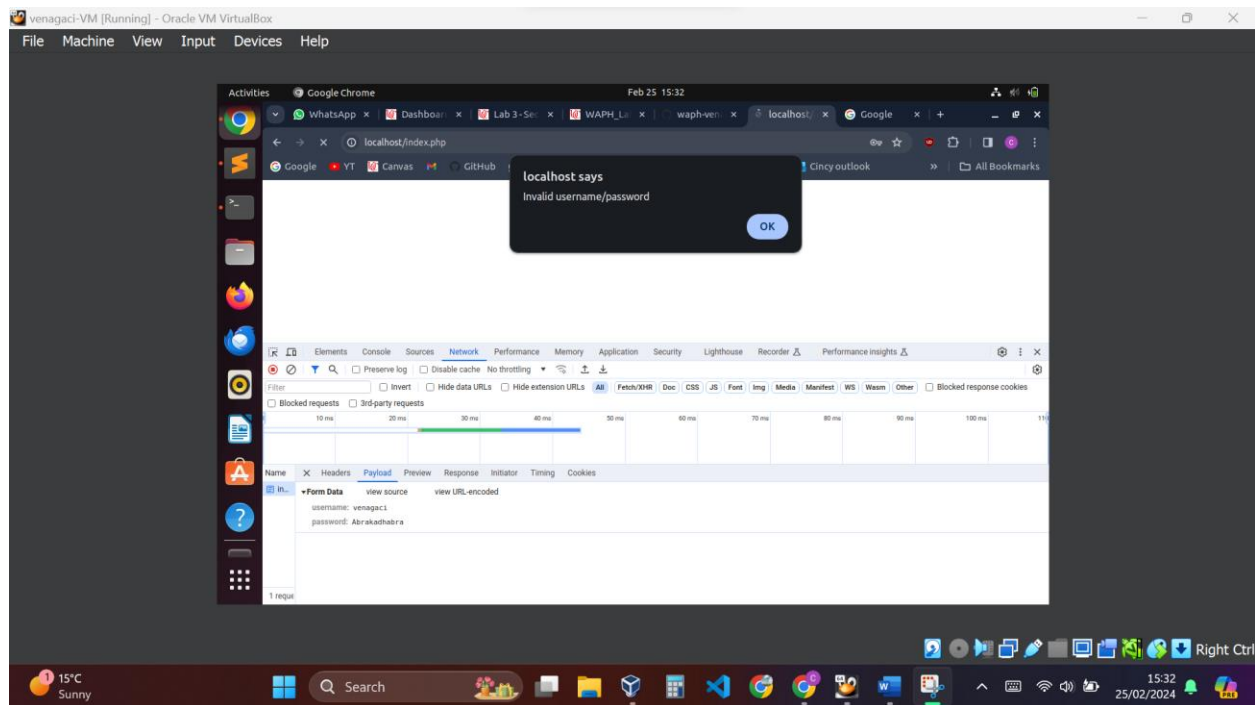 venagaci-VM [Running] - Oracle VM VirtualBox
File Machine View Input Devices Help
Activities Google Chrome Feb 25 15:32
WhatsApp Dashboar Lab 3 - Sec WAPH_La waph-ven localhost/ Google
localhost/index.php
Google YT Canvas GitHub Cincy outlook » All Bookmarks
localhost says
Invalid username/password
OK
Elements Console Sources Network Performance Memory Application Security Lighthouse Recorder Performance insights
Preserve log Disable cache No throttling
Filter Invert Hide data URLs Hide extension URLs All Fetch/XHR Doc CSS JS Font Img Media Manifest WS Wasm Other Blocked response cookies
Blocked requests 3rd-party requests
10 ms 20 ms 30 ms 40 ms 50 ms 60 ms 70 ms 80 ms 90 ms 100 ms 110
Name Headers Payload Preview Response Initiator Timing Cookies
in... Form Data view source view URL-encoded
username: venagaci
password: Abrakadhabra
1 reque
Right Ctrl
1 15°C
Sunny
Search
15:32
25/02/2024
PRE